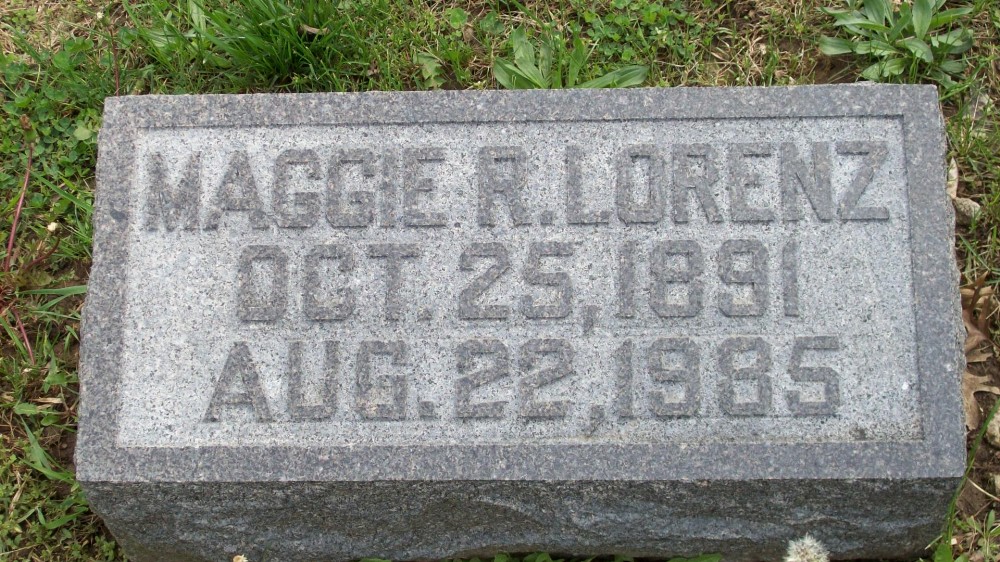 MAGGIE R. LORENZ
OCT. 25, 1891
AUG. 22, 1985